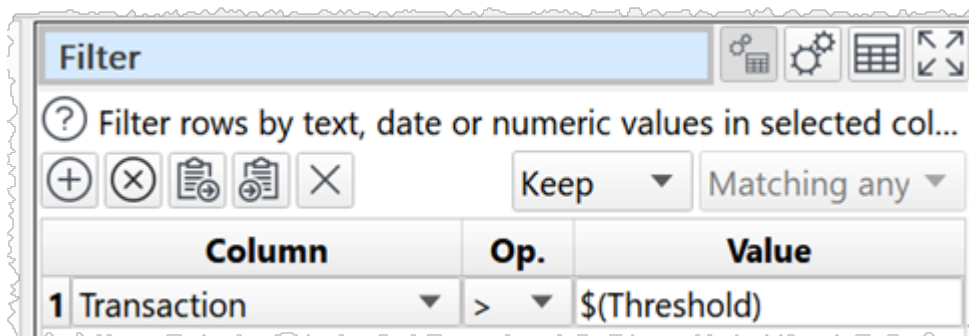 Filter
Filter rows by text, date or numeric values in selected col...
Keep Matching any
Column Op. Value
1 Transaction > $(Threshold)